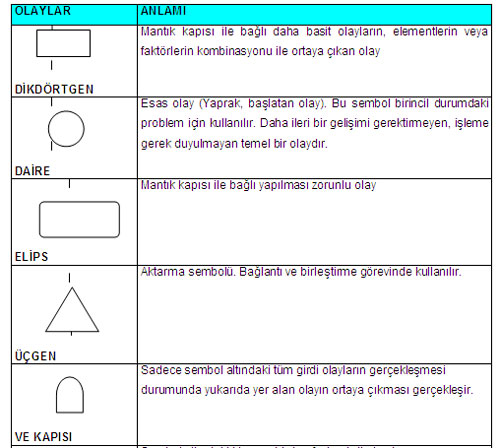 OLAYLAR
ANLAMI
DİKDÖRTGEN
Mantık kapısı ile bağlı daha basit olayların, elementlerin veya
faktörlerin kombinasyonu ile ortaya çıkan olay
DAİRE
Esas olay (Yaprak, başlatan olay). Bu sembol birincil durumdaki
problem için kullanılır. Daha ileri bir gelişimi gerektirmeyen, işleme
gerek duyulmayan temel bir olaydır.
ELİPS
Mantık kapısı ile bağlı yapılması zorunlu olay
ÜÇGEN
Aktarma sembolü. Bağlantı ve birleştirme görevinde kullanılır.
VE KAPISI
Sadece sembol altındaki tüm girdi olayların gerçekleşmesi
durumunda yukarıda yer alan olayın ortaya çıkması gerçekleşir.